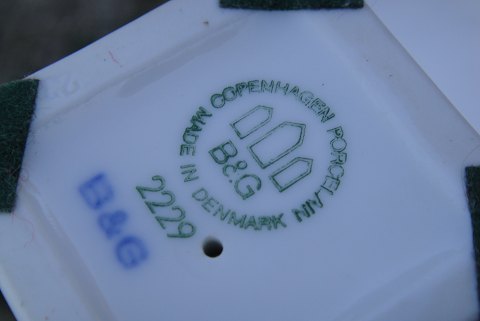 COPENHAGEN PORCELAIN
MADE IN DENMARK
B&G
2229
B&G